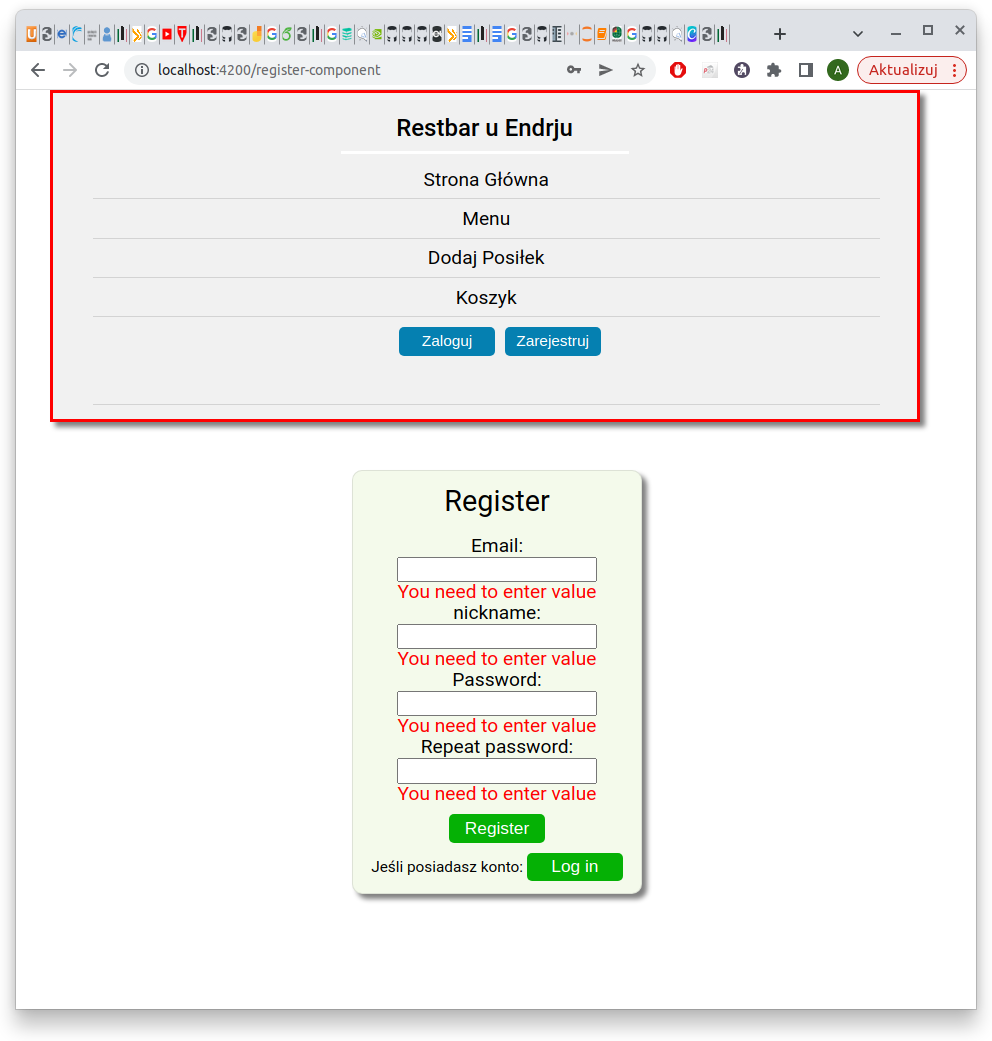 localhost:4200/register-component
A
Aktualizuj
Restbar u Endrju
Strona Główna
Menu
Dodaj Posiłek
Koszyk
Zaloguj Zarejestruj
Register
Email:
You need to enter value
nickname:
You need to enter value
Password:
You need to enter value
Repeat password:
You need to enter value
Register
Jeśli posiadasz konto: Log in